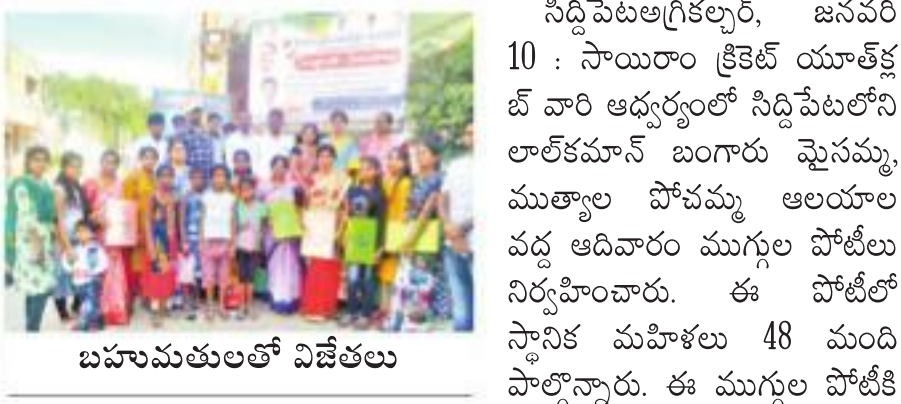 బహుమతులతో విజేతలు
సిద్దిపేటఅగ్రికల్చర్, జనవరి
10 : సాయిరాం క్రికెట్ యూత్‌క్ల
బ్ వారి ఆధ్వర్యంలో సిద్దిపేటలోని
లాల్‌కమాన్ బంగారు మైసమ్మ,
ముత్యాల పోచమ్మ ఆలయాల
వద్ద ఆదివారం ముగ్గుల పోటీలు
నిర్వహించారు. ఈ పోటీలో
స్థానిక మహిళలు 48 మంది
పాల్గొన్నారు. ఈ ముగ్గుల పోటీకి